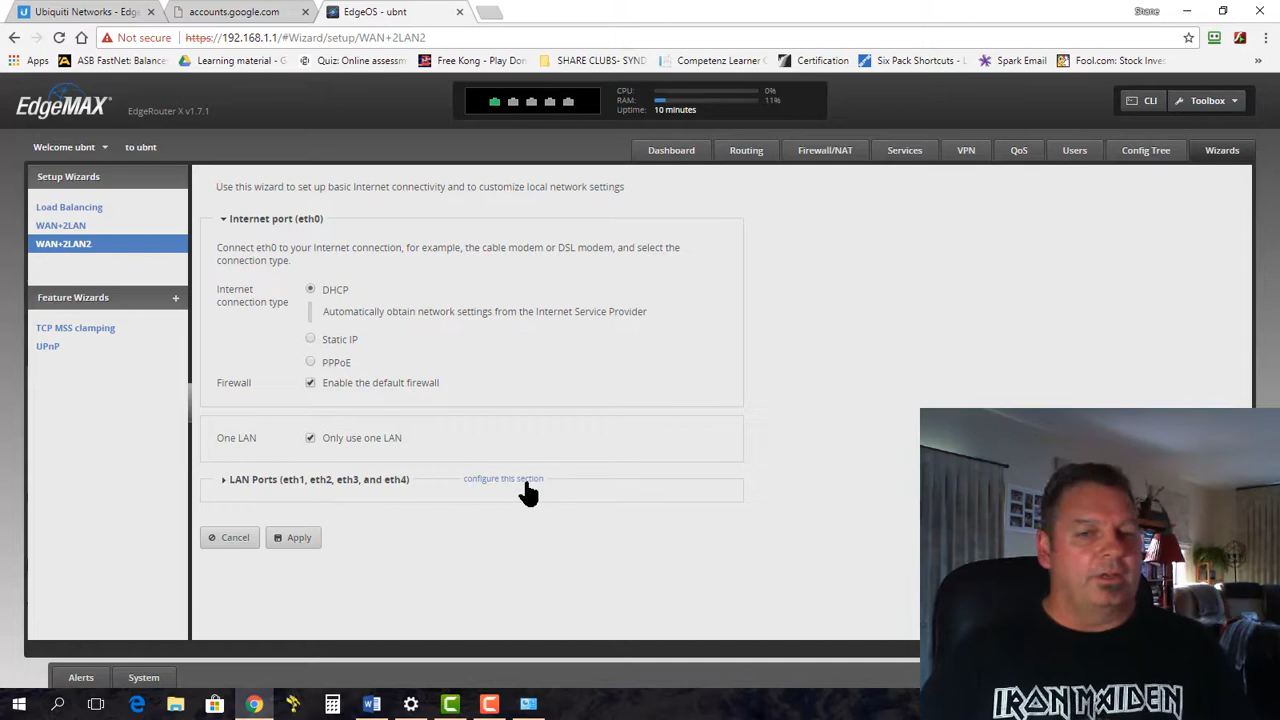 Ubiquiti Networks - Edge
accounts.google.com
EdgeOS - ubnt
Shane
Not secure
https://192.168.1.1/#Wizard/setup/WAN+2LAN2
Apps
ASB FastNet: Balance
Learning material - G
Quiz: Online assessm
Free Kong - Play Don
SHARE CLUBS- SYND
Competenz Learner C
Certification
Six Pack Shortcuts - L
Spark Email
Fool.com: Stock Inves
»
EdgeMAX
EdgeRouter X v1.7.1
CPU: 0%
RAM: 11%
Uptime: 10 minutes
CLI
Toolbox
Welcome ubnt
to ubnt
Dashboard
Routing
Firewall/NAT
Services
VPN
QoS
Users
Config Tree
Wizards
Setup Wizards
Load Balancing
WAN+2LAN
WAN+2LAN2
Feature Wizards +
TCP MSS clamping
UPnP
Use this wizard to set up basic Internet connectivity and to customize local network settings
Internet port (eth0)
Connect eth0 to your Internet connection, for example, the cable modem or DSL modem, and select the
connection type.
Internet
connection type
DHCP
Automatically obtain network settings from the Internet Service Provider
Static IP
PPPoE
Firewall
Enable the default firewall
One LAN
Only use one LAN
LAN Ports (eth1, eth2, eth3, and eth4)
configure this section
Cancel
Apply
Alerts
System
IRON MAIDEN